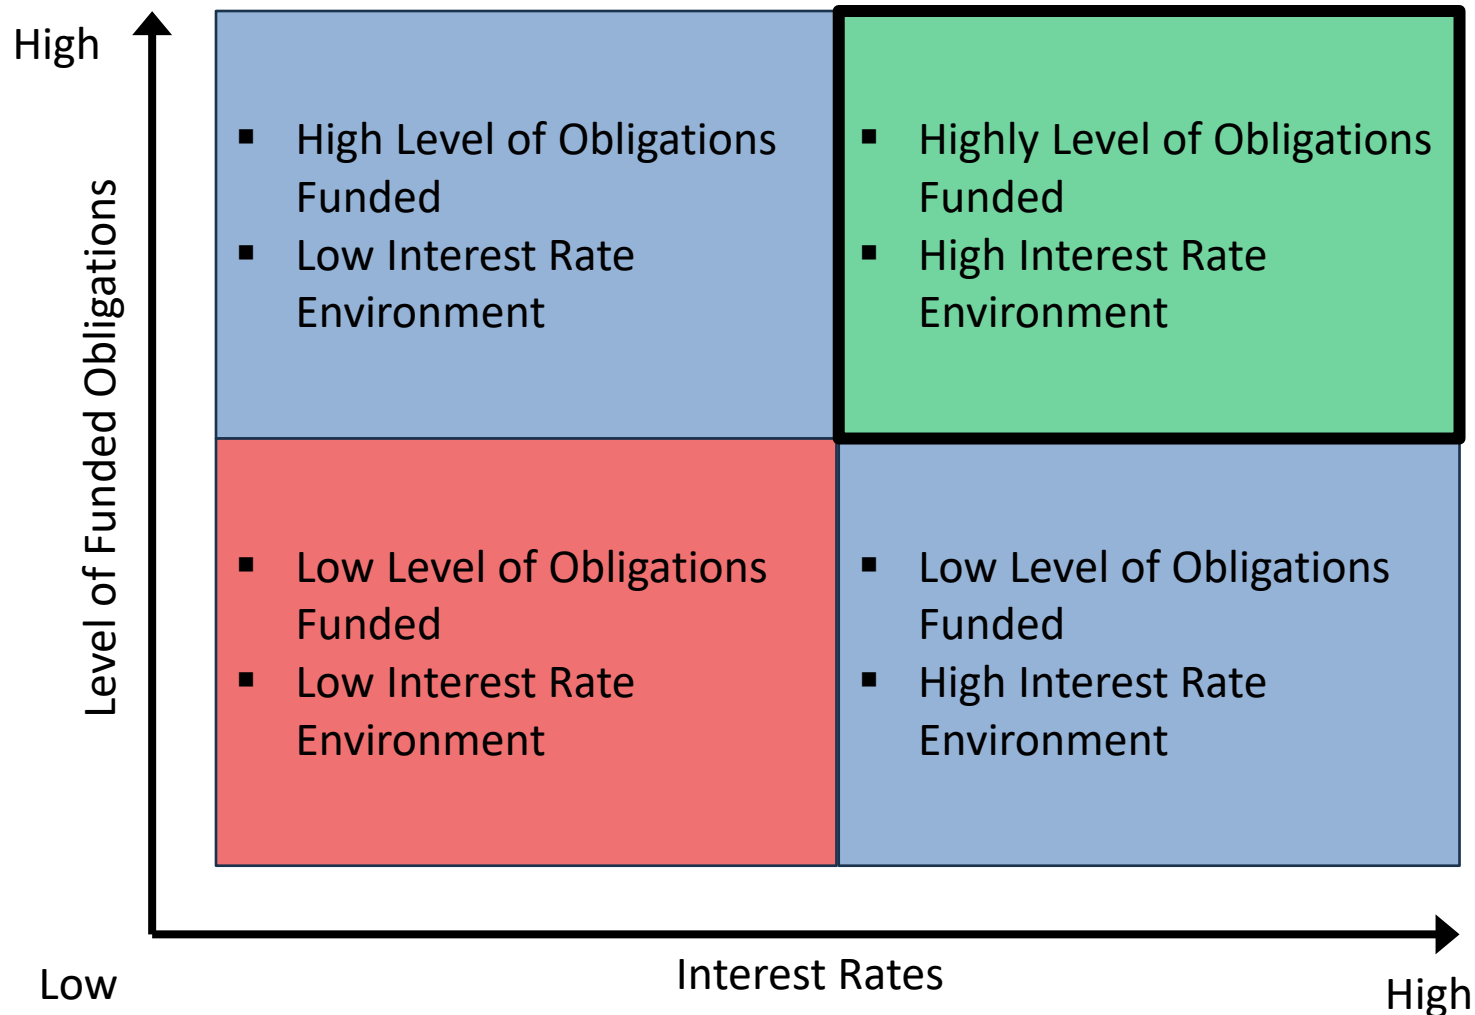 High
Level of Funded Obligations
▪ High Level of Obligations
Funded
▪ Low Interest Rate
Environment
▪ Highly Level of Obligations
Funded
▪ High Interest Rate
Environment
▪ Low Level of Obligations
Funded
▪ Low Interest Rate
Environment
▪ Low Level of Obligations
Funded
▪ High Interest Rate
Environment
Low
Interest Rates
High